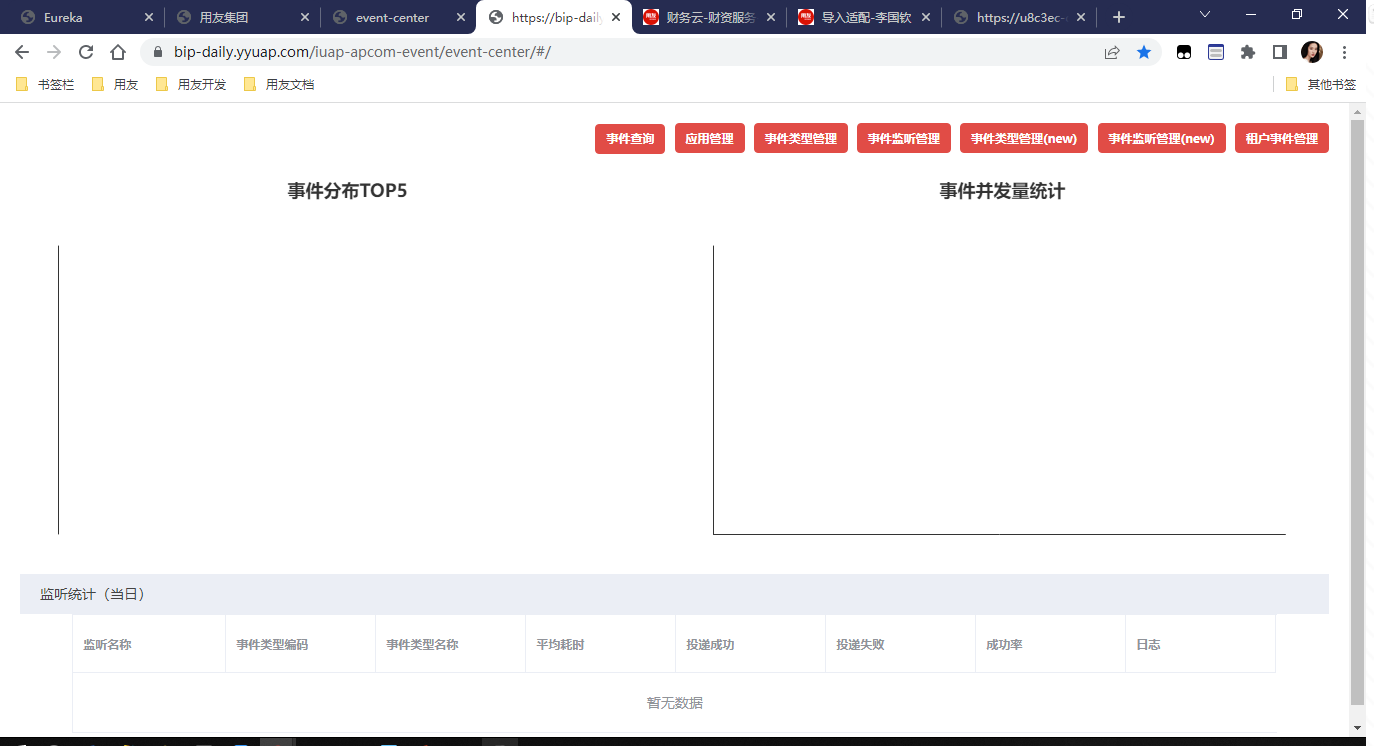 Eureka
用友集团
event-center
https://bip-daily
财务云-财资服务
导入适配-李国钦
https://u8c3ec-
bip-daily.yyuap.com/iuap-apcom-event/event-center/#/
书签栏 用友 用友开发 用友文档 其他书签
事件查询 应用管理 事件类型管理 事件监听管理 事件类型管理(new) 事件监听管理(new) 租户事件管理
事件分布TOP5 事件并发量统计
监听统计（当日）
监听名称 事件类型编码 事件类型名称 平均耗时 投递成功 投递失败 成功率 日志
暂无数据